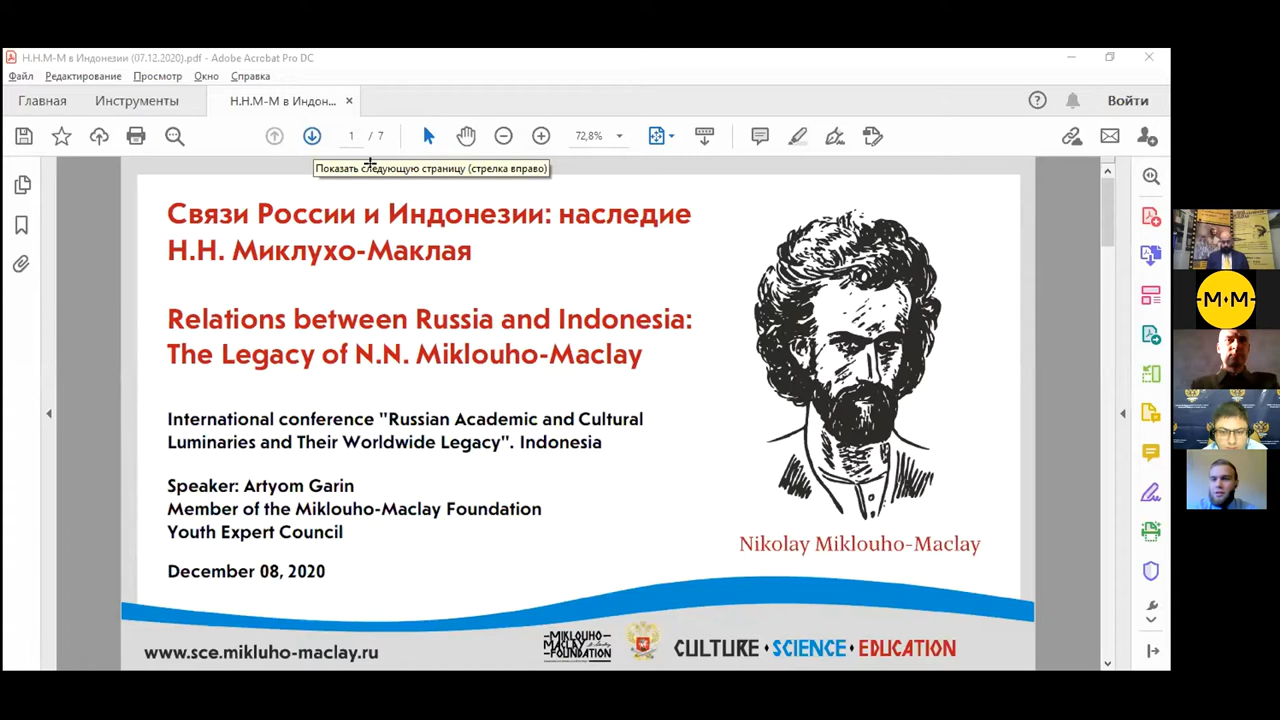 Н.Н.М-М в Индонезии (07.12.2020).pdf - Adobe Acrobat Pro DC
Файл Редактирование Просмотр Окно Справка
Главная Инструменты Н.Н.М-М в Индон... × Войти
1 / 7 72,8%
Показать следующую страницу (стрелка вправо)
Связи России и Индонезии: наследие
Н.Н. Миклухо-Маклая
Relations between Russia and Indonesia:
The Legacy of N.N. Miklouho-Maclay
International conference "Russian Academic and Cultural
Luminaries and Their Worldwide Legacy". Indonesia
Speaker: Artyom Garin
Member of the Miklouho-Maclay Foundation
Youth Expert Council
December 08, 2020
Nikolay Miklouho-Maclay
www.sce.mikluho-maclay.ru
MIKLOUHO
MACLAY
FOUNDATION
CULTURE · SCIENCE · EDUCATION
M·M